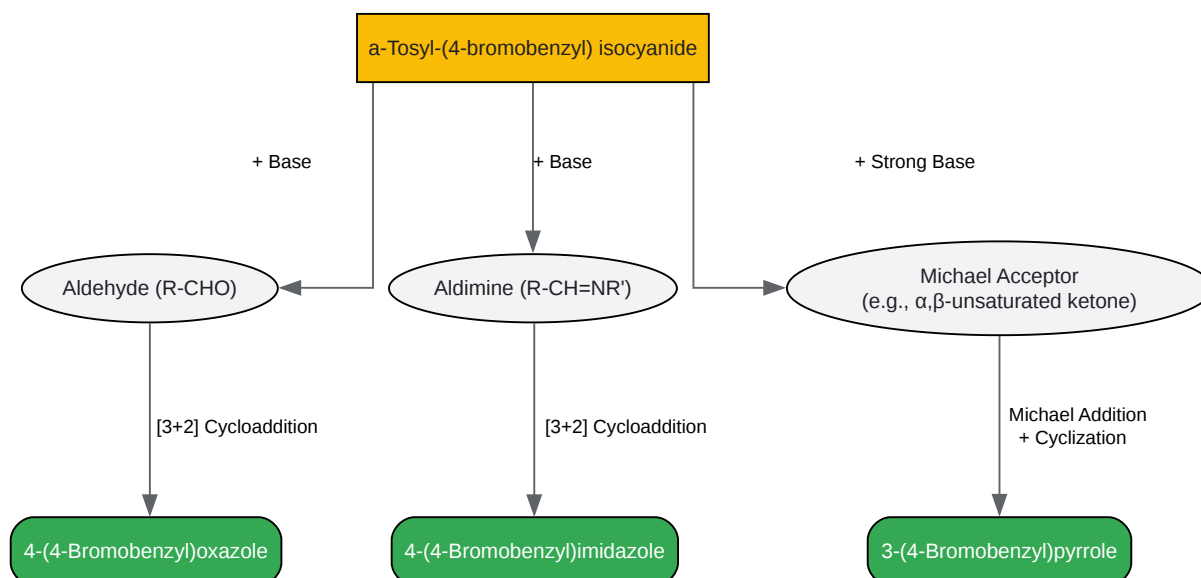 a-Tosyl-(4-bromobenzyl) isocyanide
+ Base
+ Base
+ Strong Base
Aldehyde (R-CHO)
Aldimine (R-CH=NR')
Michael Acceptor
(e.g., α,β-unsaturated ketone)
[3+2] Cycloaddition
[3+2] Cycloaddition
Michael Addition
+ Cyclization
4-(4-Bromobenzyl)oxazole
4-(4-Bromobenzyl)imidazole
3-(4-Bromobenzyl)pyrrole